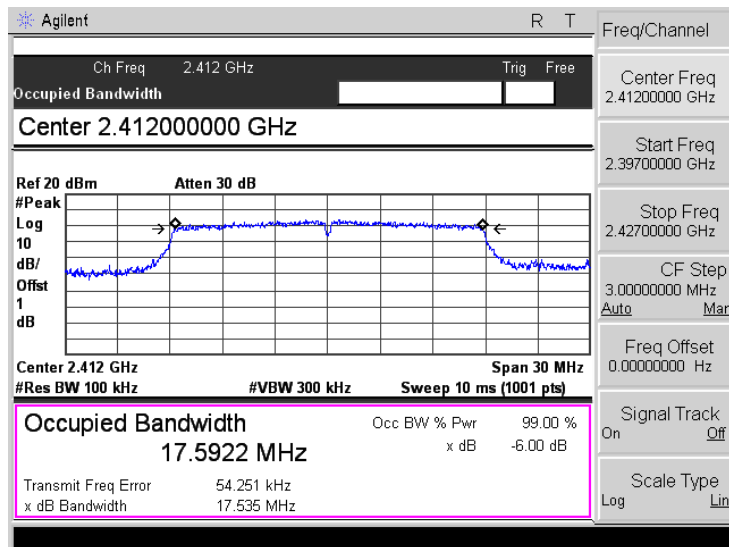 Agilent
R T
Ch Freq 2.412 GHz Trig Free
Occupied Bandwidth
Center 2.412000000 GHz
Ref 20 dBm Atten 30 dB
#Peak
Log
10
dB/
Offst
1
dB
Center 2.412 GHz Span 30 MHz
#Res BW 100 kHz #VBW 300 kHz Sweep 10 ms (1001 pts)
Occupied Bandwidth Occ BW % Pwr 99.00 %
17.5922 MHz x dB -6.00 dB
Transmit Freq Error 54.251 kHz
x dB Bandwidth 17.535 MHz
Freq/Channel
Center Freq
2.41200000 GHz
Start Freq
2.39700000 GHz
Stop Freq
2.42700000 GHz
CF Step
3.00000000 MHz
Auto Mar
Freq Offset
0.00000000 Hz
Signal Track
On Off
Scale Type
Log Lin